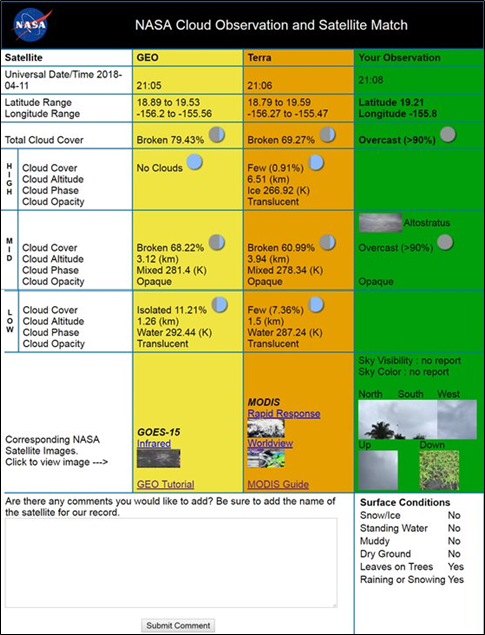 NASA
NASA Cloud Observation and Satellite Match
Satellite GEO Terra Your Observation
Universal Date/Time 2018-
04-11 21:05 21:06 21:08
Latitude Range 18.89 to 19.53 18.79 to 19.59 Latitude 19.21
Longitude Range -156.2 to -155.56 -156.27 to -155.47 Longitude -155.8
Total Cloud Cover Broken 79.43% Broken 69.27% Overcast (>90%)
HIGH
Cloud Cover No Clouds Few (0.91%)
Cloud Altitude 6.51 (km)
Cloud Phase Ice 266.92 (K)
Cloud Opacity Translucent
MID
Altostratus
Cloud Cover Broken 68.22% Broken 60.99% Overcast (>90%)
Cloud Altitude 3.12 (km) 3.94 (km)
Cloud Phase Mixed 281.4 (K) Mixed 278.34 (K)
Cloud Opacity Opaque Opaque Opaque
LOW
Cloud Cover Isolated 11.21% Few (7.36%)
Cloud Altitude 1.26 (km) 1.5 (km)
Cloud Phase Water 292.44 (K) Water 287.24 (K)
Cloud Opacity Translucent Translucent
Sky Visibility : no report
Sky Color : no report
North South West
Up Down
Corresponding NASA
Satellite Images.
Click to view image --->
GOES-15
Infrared
GEO Tutorial
MODIS
Rapid Response
Worldview
MODIS Guide
Are there any comments you would like to add? Be sure to add the name of
the satellite for our record.
Submit Comment
Surface Conditions
Snow/Ice No
Standing Water No
Muddy No
Dry Ground No
Leaves on Trees Yes
Raining or Snowing Yes